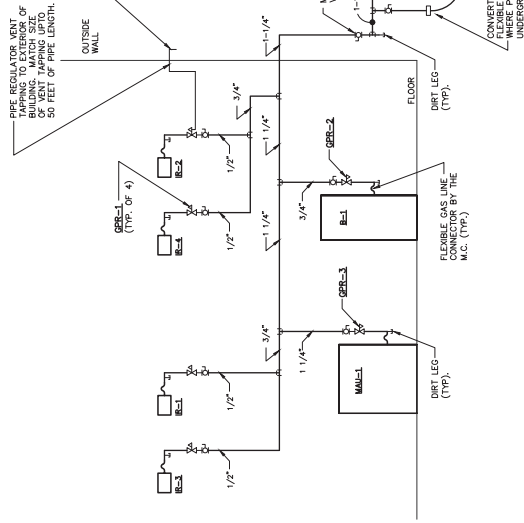 PIPE REGULATOR VENT
TAPPING TO EXTERIOR OF
BUILDING. MATCH SIZE
OF VENT TAPPING UPTO
50 FEET OF PIPE LENGTH.
OUTSIDE
WALL
GPR-1
(TYP. OF 4)
IR-2
1/2"
3/4"
IR-4
1/2"
IR-1
1/2"
IR-3
1/2"
1-1/4"
1 1/4"
1 1/4"
3/4"
3/4"
GPR-2
B-1
1 1/4"
GPR-3
MAU-1
DIRT LEG
(TYP).
FLEXIBLE GAS LINE
CONNECTOR BY THE
M.C. (TYP.)
FLOOR
DIRT LEG
(TYP).
M
1-
CONVERT
FLEXIBLE
WHERE P
UNDERGR